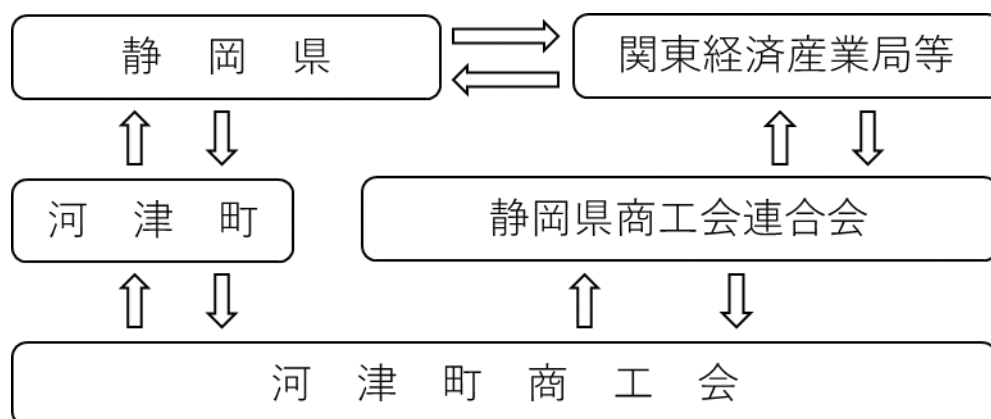 静岡県
関東経済産業局等
河津町
静岡県商工会連合会
河津町商工会